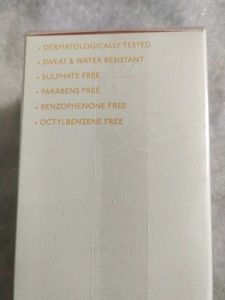 • DERMATOLOGICALLY TESTED
• SWEAT & WATER RESISTANT
• SULPHATE FREE
• PARABENS FREE
• BENZOPHENONE FREE
• OCTYLBENZENE FREE